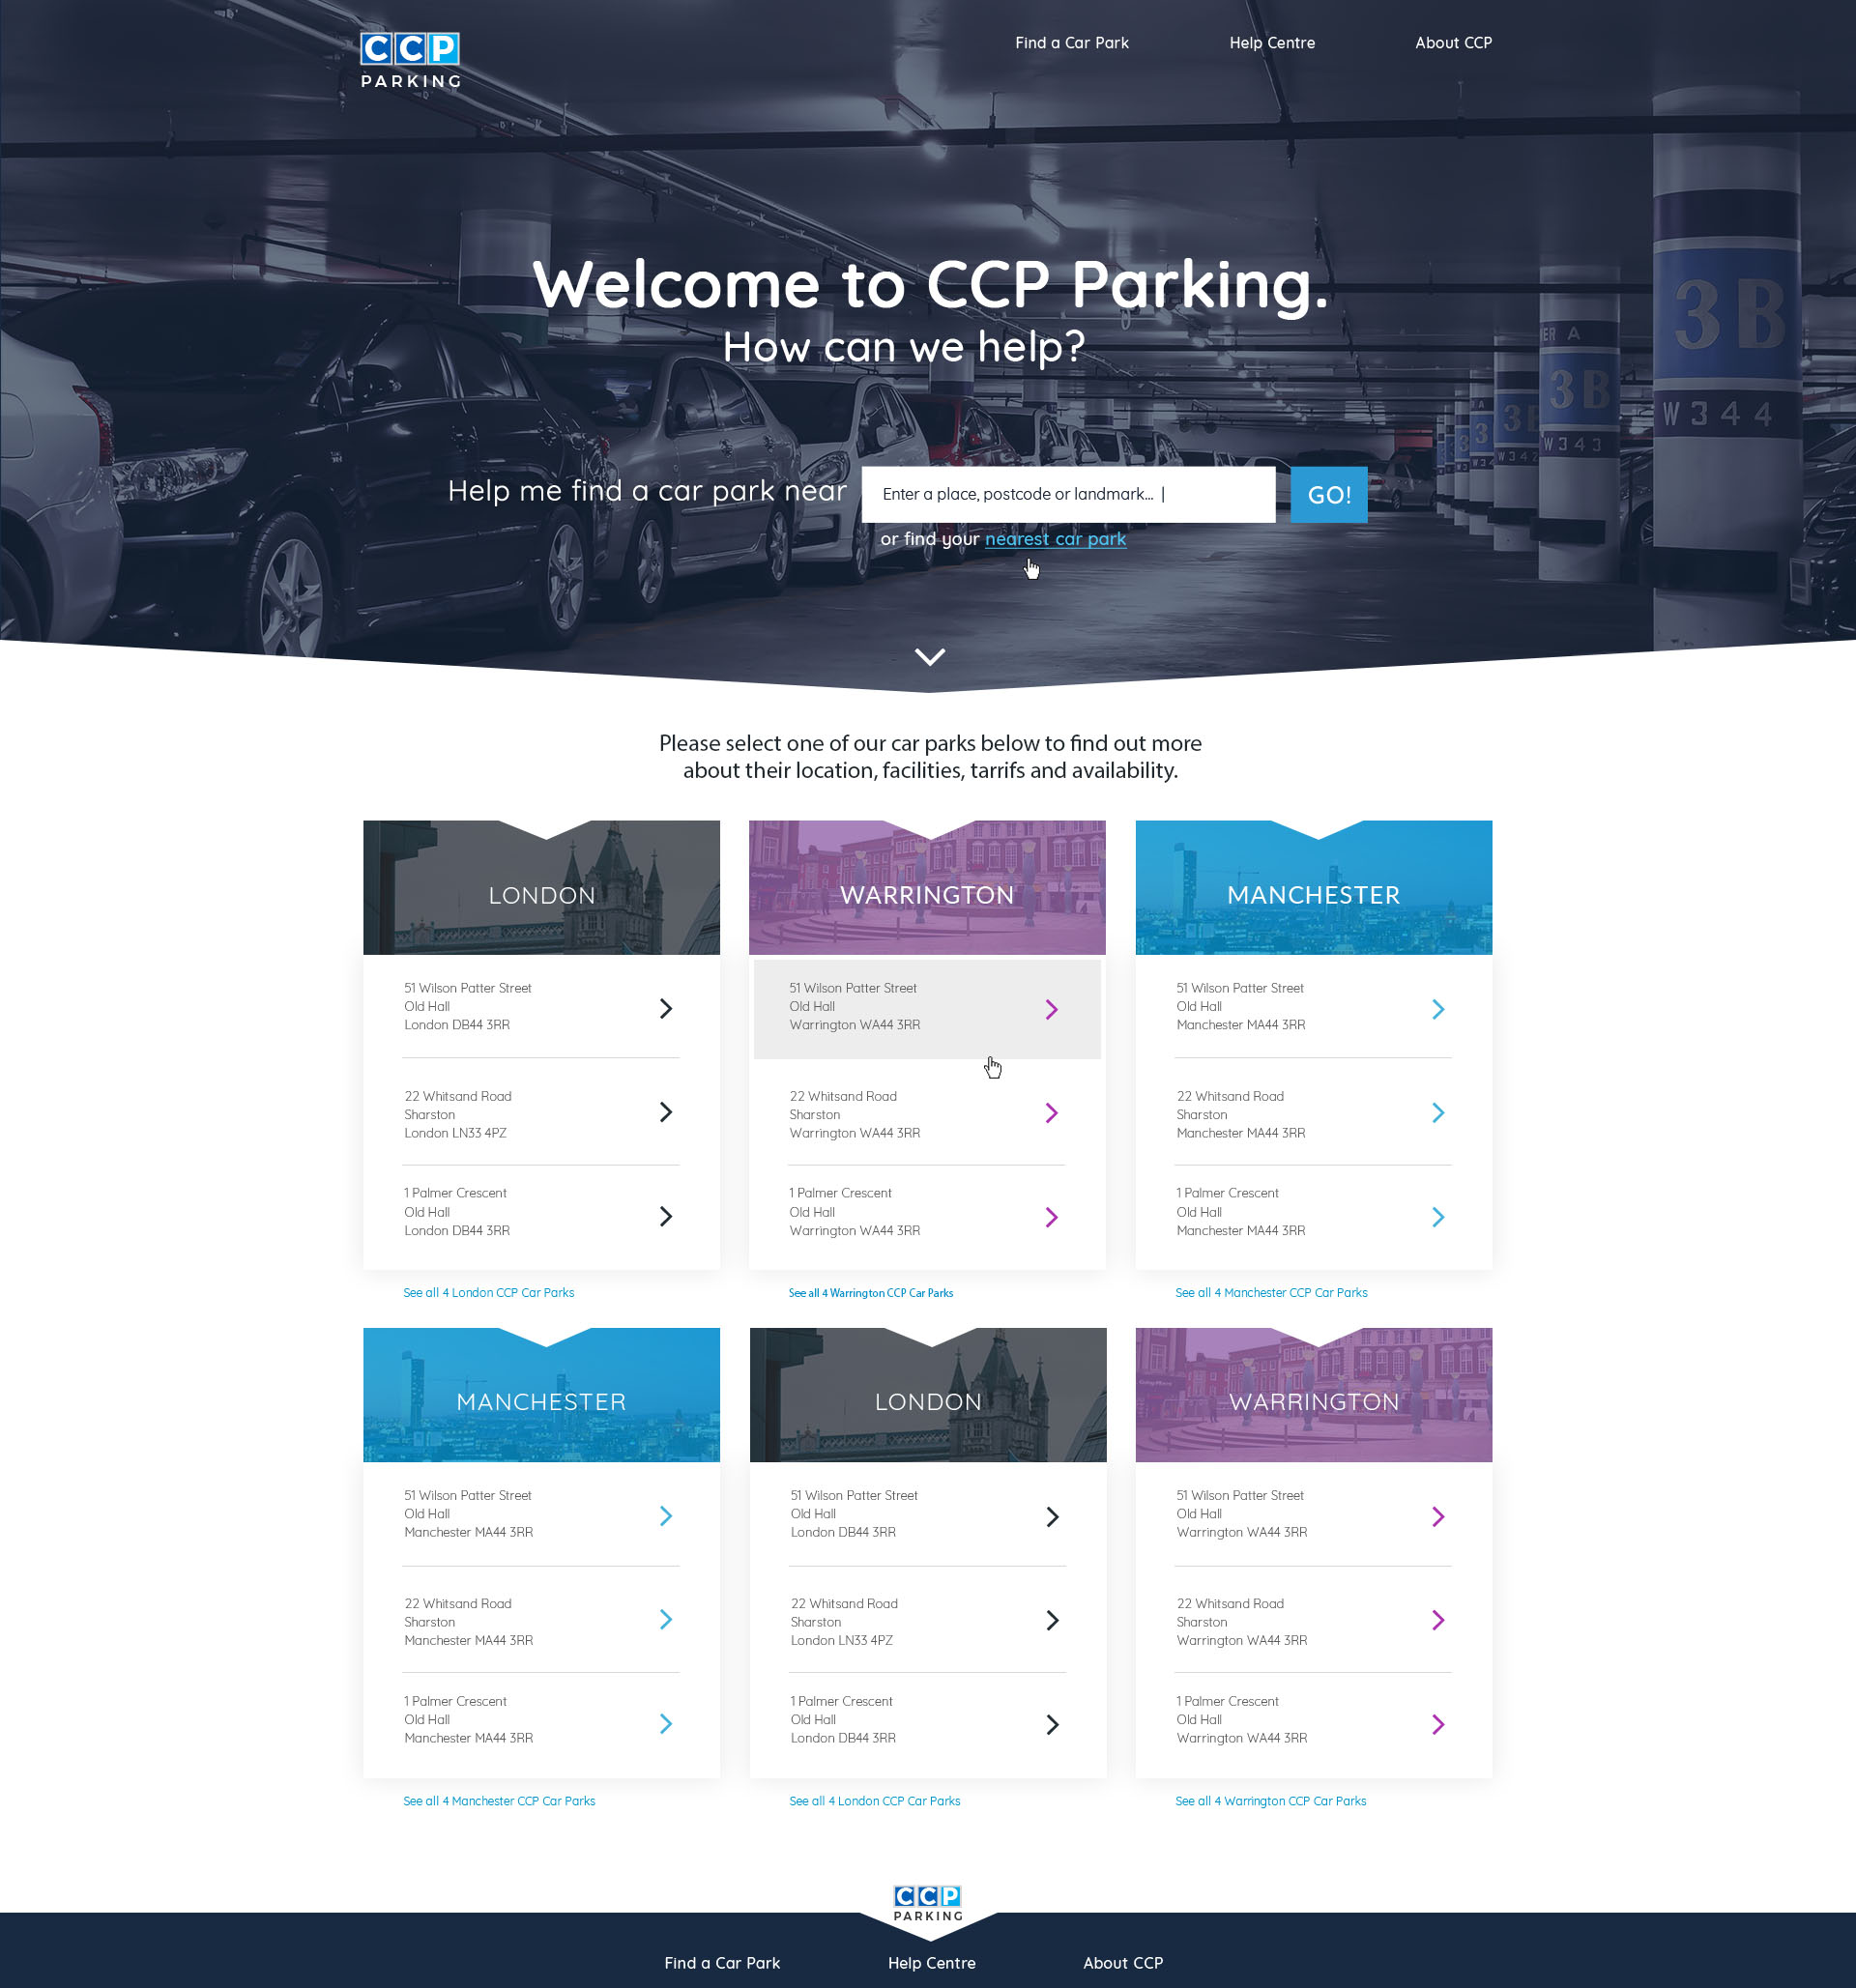 CCP
PARKING
Find a Car Park
Help Centre
About CCP
Welcome to CCP Parking.
How can we help?
3B
ER A
3B
3B
W344
W343
W342
Help me find a car park near
Enter a place, postcode or landmark... |
GO!
or find your nearest car park
Please select one of our car parks below to find out more
about their location, facilities, tarrifs and availability.
LONDON
51 Wilson Patter Street
Old Hall
London DB44 3RR
22 Whitsand Road
Sharston
London LN33 4PZ
1 Palmer Crescent
Old Hall
London DB44 3RR
See all 4 London CCP Car Parks
WARRINGTON
51 Wilson Patter Street
Old Hall
Warrington WA44 3RR
22 Whitsand Road
Sharston
Warrington WA44 3RR
1 Palmer Crescent
Old Hall
Warrington WA44 3RR
See all 4 Warrington CCP Car Parks
MANCHESTER
51 Wilson Patter Street
Old Hall
Manchester MA44 3RR
22 Whitsand Road
Sharston
Manchester MA44 3RR
1 Palmer Crescent
Old Hall
Manchester MA44 3RR
See all 4 Manchester CCP Car Parks
MANCHESTER
51 Wilson Patter Street
Old Hall
Manchester MA44 3RR
22 Whitsand Road
Sharston
Manchester MA44 3RR
1 Palmer Crescent
Old Hall
Manchester MA44 3RR
See all 4 Manchester CCP Car Parks
LONDON
51 Wilson Patter Street
Old Hall
London DB44 3RR
22 Whitsand Road
Sharston
London LN33 4PZ
1 Palmer Crescent
Old Hall
London DB44 3RR
See all 4 London CCP Car Parks
WARRINGTON
51 Wilson Patter Street
Old Hall
Warrington WA44 3RR
22 Whitsand Road
Sharston
Warrington WA44 3RR
1 Palmer Crescent
Old Hall
Warrington WA44 3RR
See all 4 Warrington CCP Car Parks
CCP
PARKING
Find a Car Park
Help Centre
About CCP